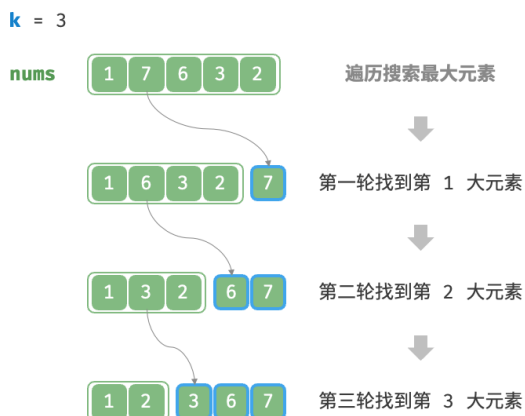 k = 3
nums 1 7 6 3 2 遍历搜索最大元素
1 6 3 2 7 第一轮找到第 1 大元素
1 3 2 6 7 第二轮找到第 2 大元素
1 2 3 6 7 第三轮找到第 3 大元素